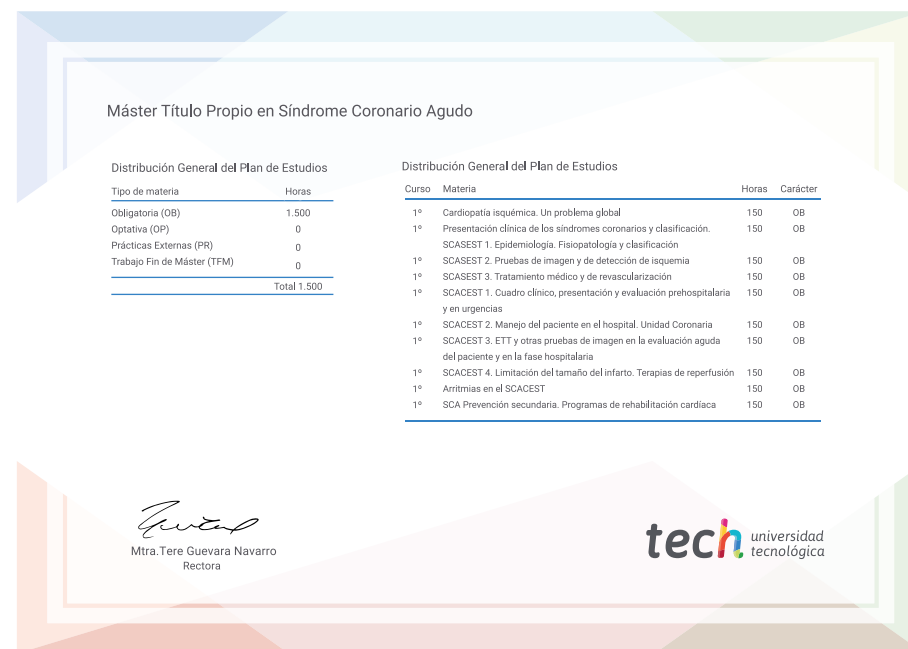 Máster Título Propio en Síndrome Coronario Agudo
Distribución General del Plan de Estudios
Tipo de materia Horas
Obligatoria (OB) 1.500
Optativa (OP) 0
Prácticas Externas (PR) 0
Trabajo Fin de Máster (TFM) 0
Total 1.500
Distribución General del Plan de Estudios
Curso Materia Horas Carácter
1º Cardiopatía isquémica. Un problema global 150 OB
1º Presentación clínica de los síndromes coronarios y clasificación. 150 OB
SCASEST 1. Epidemiología. Fisiopatología y clasificación
1º SCASEST 2. Pruebas de imagen y de detección de isquemia 150 OB
1º SCASEST 3. Tratamiento médico y de revascularización 150 OB
1º SCACEST 1. Cuadro clínico, presentación y evaluación prehospitalaria 150 OB
y en urgencias
1º SCACEST 2. Manejo del paciente en el hospital. Unidad Coronaria 150 OB
1º SCACEST 3. ETT y otras pruebas de imagen en la evaluación aguda 150 OB
del paciente y en la fase hospitalaria
1º SCACEST 4. Limitación del tamaño del infarto. Terapias de reperfusión 150 OB
1º Arritmias en el SCACEST 150 OB
1º SCA Prevención secundaria. Programas de rehabilitación cardíaca 150 OB
Mtra.Tere Guevara Navarro
Rectora
tech universidad
tecnológica